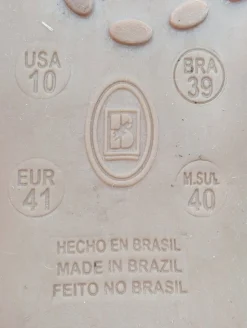 USA
10
BRA
39
B
EUR
41
M.SUL
40
HECHO EN BRASIL
MADE IN BRAZIL
FEITO NO BRASIL